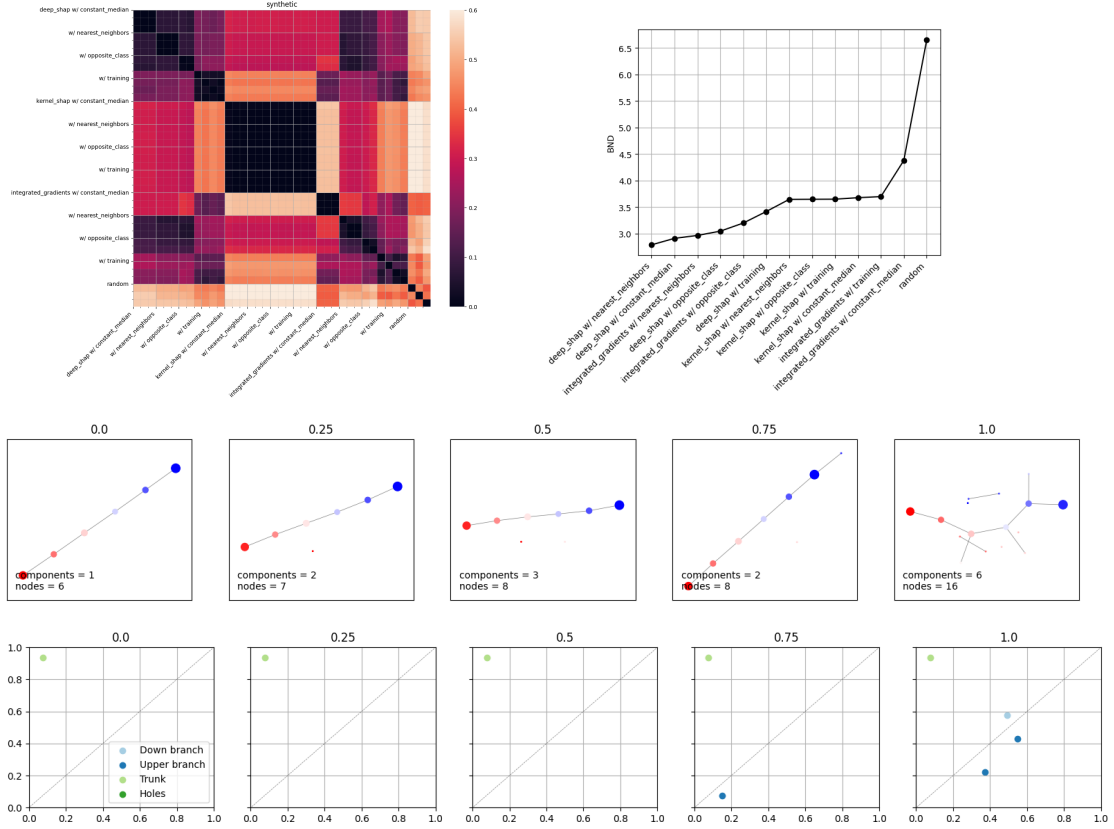 synthetic
deep_shap w/ constant_median
w/ nearest_neighbors
w/ opposite_class
w/ training
kernel_shap w/ constant_median
w/ nearest_neighbors
w/ opposite_class
w/ training
integrated_gradients w/ constant_median
w/ nearest_neighbors
w/ opposite_class
w/ training
random
deep_shap w/ constant_median
w/ nearest_neighbors
w/ opposite_class
w/ training
kernel_shap w/ constant_median
w/ nearest_neighbors
w/ opposite_class
w/ training
integrated_gradients w/ constant_median
w/ nearest_neighbors
w/ opposite_class
w/ training
random
0.6
0.5
0.4
0.3
0.2
0.1
0.0
BND
6.5
6.0
5.5
5.0
4.5
4.0
3.5
3.0
deep_shap w/ nearest_neighbors
deep_shap w/ constant_median
integrated_gradients w/ nearest_neighbors
deep_shap w/ opposite_class
integrated_gradients w/ opposite_class
deep_shap w/ training
kernel_shap w/ nearest_neighbors
kernel_shap w/ opposite_class
kernel_shap w/ training
kernel_shap w/ constant_median
integrated_gradients w/ training
integrated_gradients w/ constant_median
random
0.0
components = 1
nodes = 6
0.25
components = 2
nodes = 7
0.5
components = 3
nodes = 8
0.75
components = 2
nodes = 8
1.0
components = 6
nodes = 16
0.0
1.0
0.8
0.6
0.4
0.2
0.0
Down branch
Upper branch
Trunk
Holes
0.0 0.2 0.4 0.6 0.8 1.0
0.25
0.0 0.2 0.4 0.6 0.8 1.0
0.5
0.0 0.2 0.4 0.6 0.8 1.0
0.75
0.0 0.2 0.4 0.6 0.8 1.0
1.0
0.0 0.2 0.4 0.6 0.8 1.0